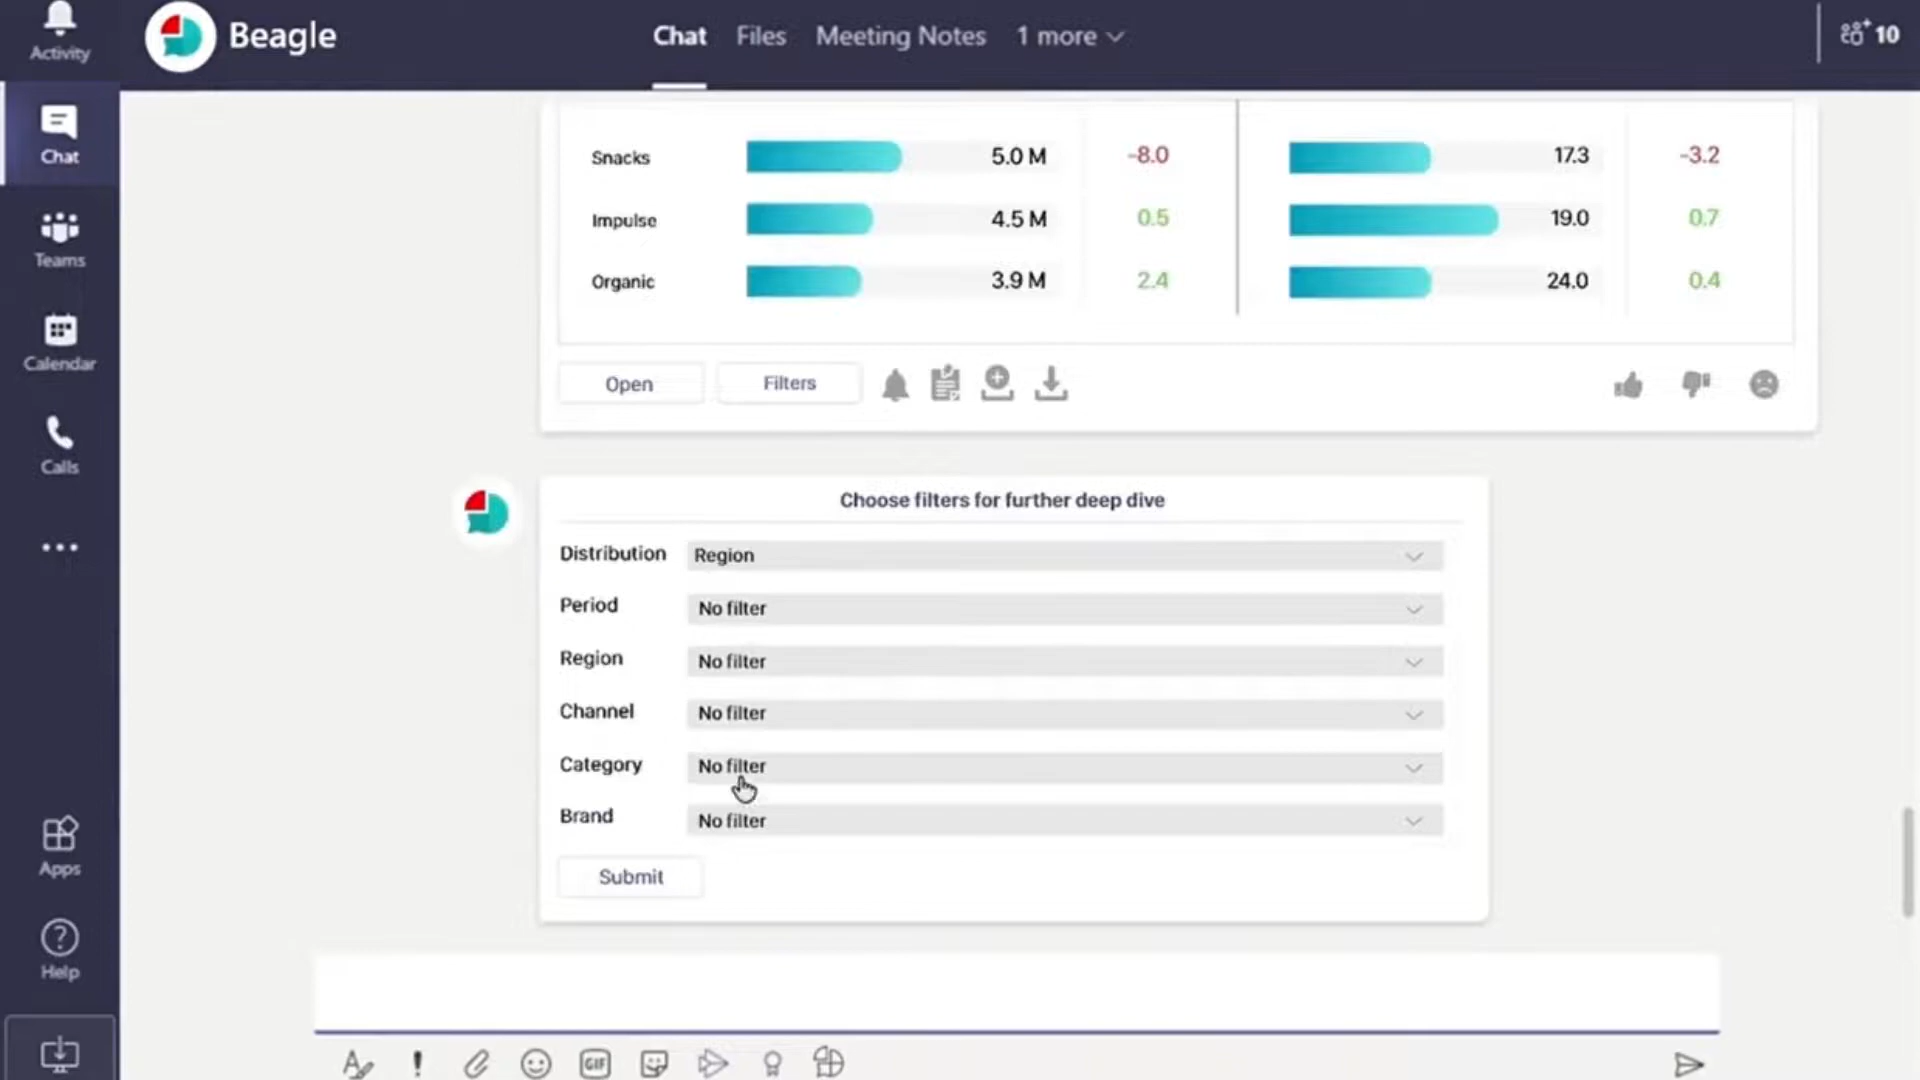 Activity
Beagle
Chat Files Meeting Notes 1 more
10
Chat
Teams
Calendar
Calls
Apps
Help
Snacks 5.0 M -8.0 17.3 -3.2
Impulse 4.5 M 0.5 19.0 0.7
Organic 3.9 M 2.4 24.0 0.4
Open Filters
Choose filters for further deep dive
Distribution Region
Period No filter
Region No filter
Channel No filter
Category No filter
Brand No filter
Submit
GIF